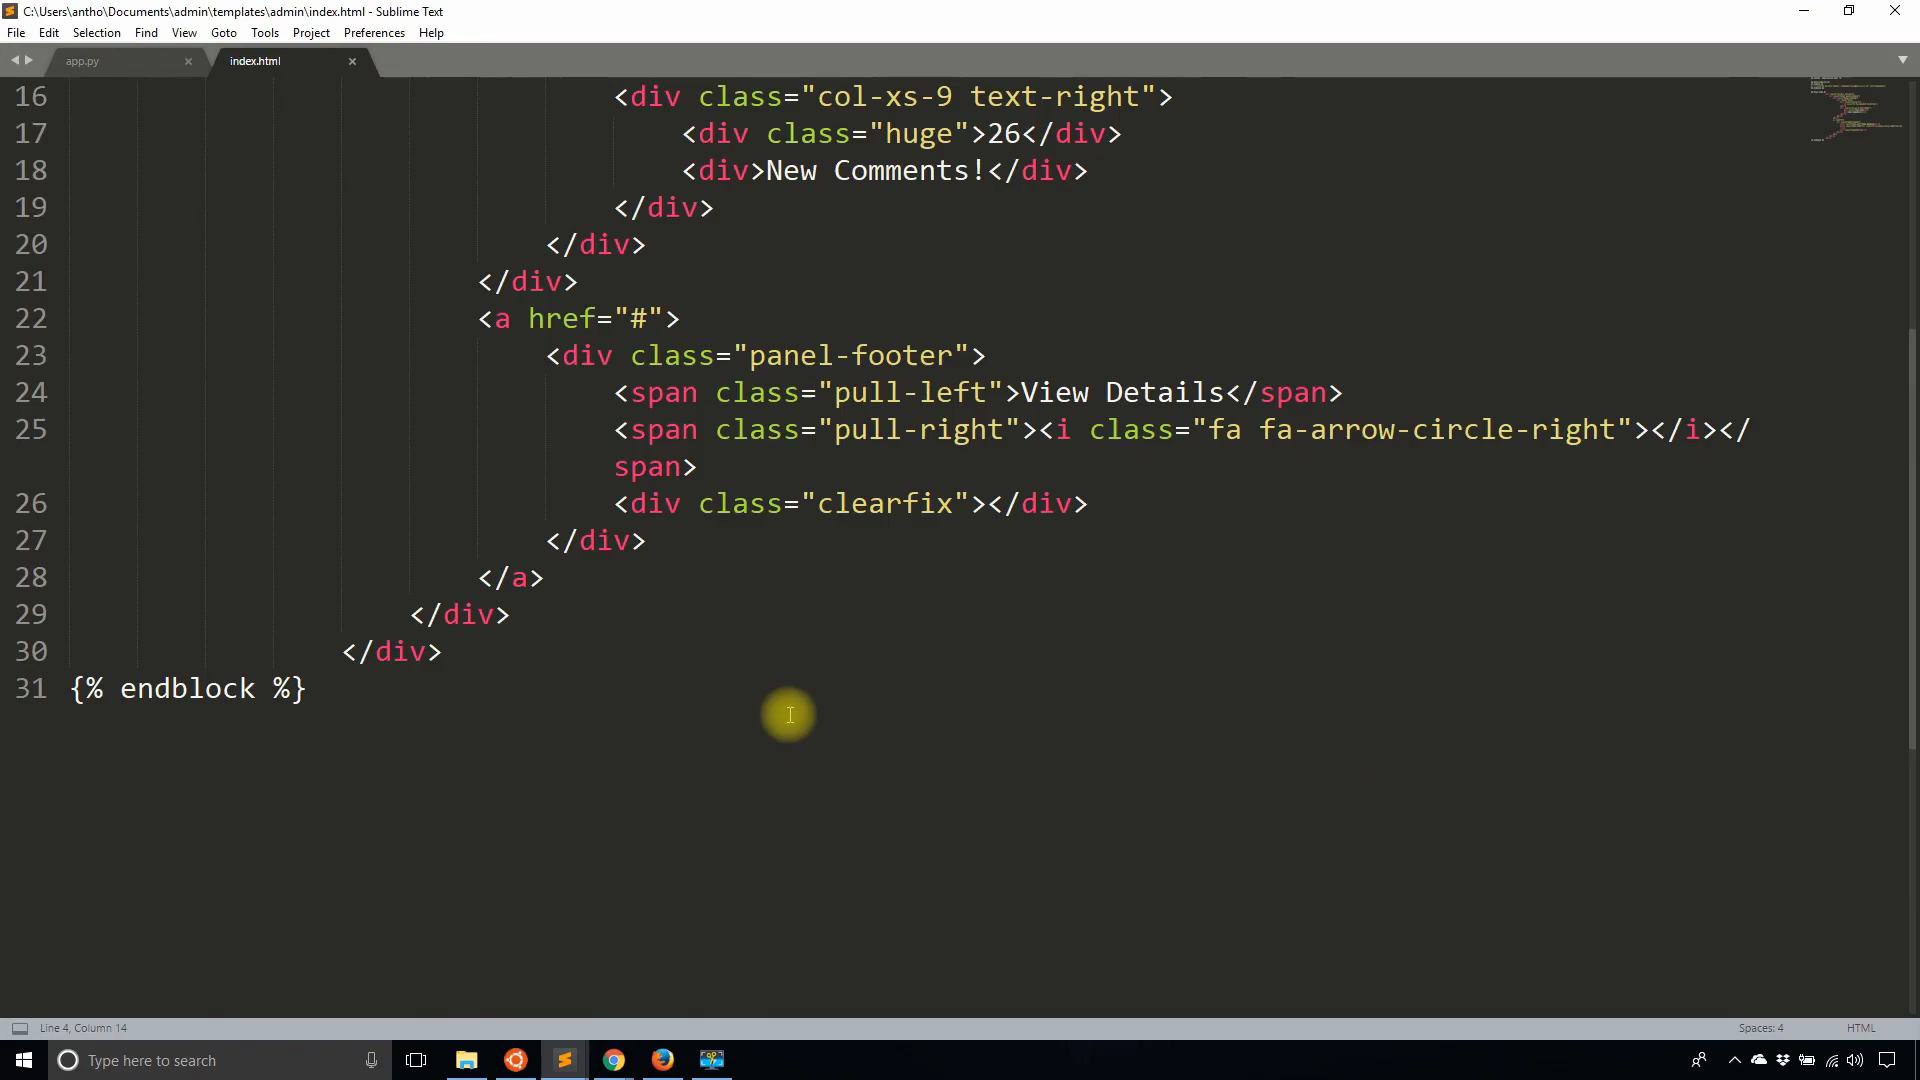 C:\Users\antho\Documents\admin\templates\admin\index.html - Sublime Text
File Edit Selection Find View Goto Tools Project Preferences Help
app.py
index.html
16 <div class="col-xs-9 text-right">
17 <div class="huge">26</div>
18 <div>New Comments!</div>
19 </div>
20 </div>
21 </div>
22 <a href="#">
23 <div class="panel-footer">
24 <span class="pull-left">View Details</span>
25 <span class="pull-right"><i class="fa fa-arrow-circle-right"></i></
span>
26 <div class="clearfix"></div>
27 </div>
28 </a>
29 </div>
30 </div>
31 {% endblock %}
Line 4, Column 14
Spaces: 4
HTML
Type here to search